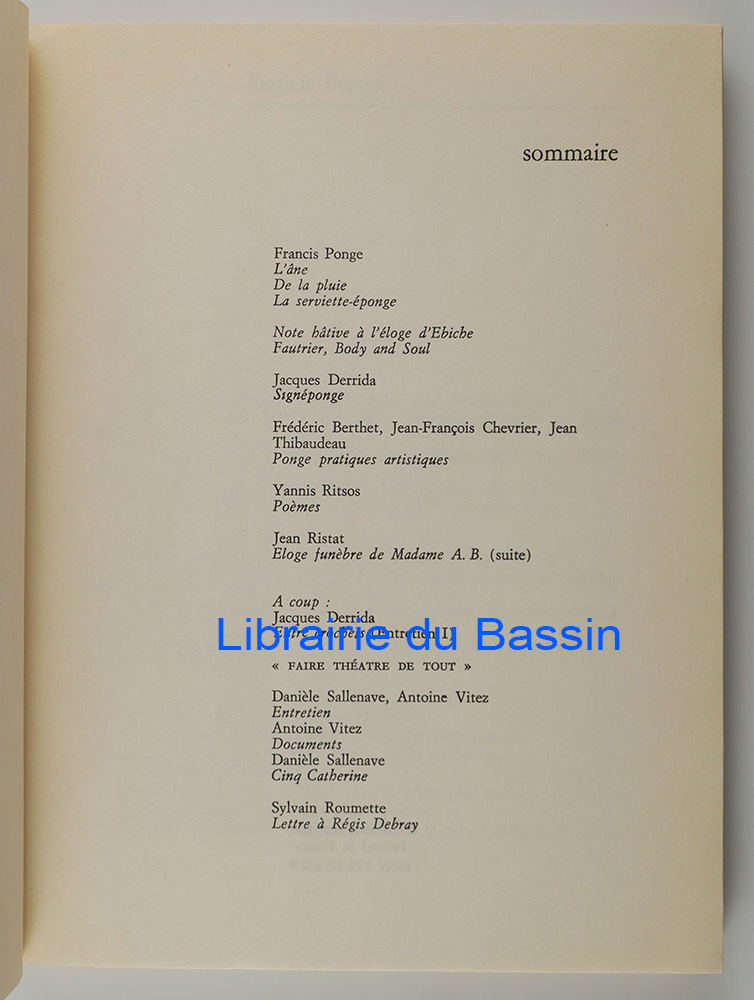 sommaire
Francis Ponge
L'âne
De la pluie
La serviette-éponge
Note hâtive à l'éloge d'Ebiche
Fautrier, Body and Soul
Jacques Derrida
Signéponge
Frédéric Berthet, Jean-François Chevrier, Jean
Thibaudeau
Ponge pratiques artistiques
Yannis Ritsos
Poèmes
Jean Ristat
Eloge funèbre de Madame A. B. (suite)
A coup :
Jacques Derrida
Entre crochets (Entretien I)
Librairie du Bassin
« FAIRE THÉATRE DE TOUT »
Danièle Sallenave, Antoine Vitez
Entretien
Antoine Vitez
Documents
Danièle Sallenave
Cinq Catherine
Sylvain Roumette
Lettre à Régis Debray